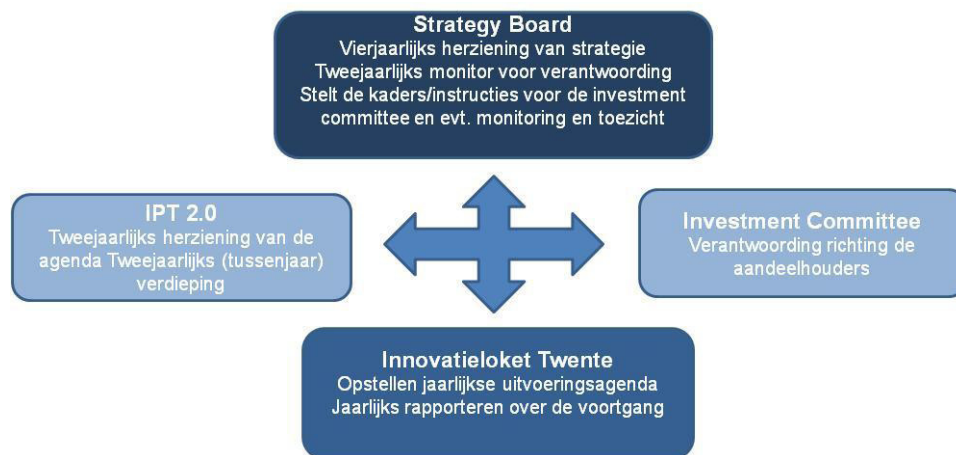 Strategy Board
Vierjaarlijks herziening van strategie
Tweejaarlijks monitor voor verantwoording
Stelt de kaders/instructies voor de investment
committee en evt. monitoring en toezicht
IPT 2.0
Tweejaarlijks herziening van de
agenda Tweejaarlijks (tussenjaar)
verdieping
Investment Committee
Verantwoording richting de
aandeelhouders
Innovatieloket Twente
Opstellen jaarlijkse uitvoeringsagenda
Jaarlijks rapporteren over de voortgang